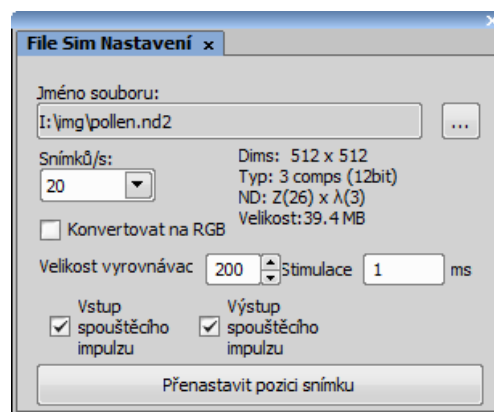 File Sim Nastavení x
Jméno souboru:
I:\img\pollen.nd2
...
Snímků/s:
20
Dims: 512 x 512
Typ: 3 comps (12bit)
ND: Z(26) x λ(3)
Velikost:39.4 MB
Konvertovat na RGB
Velikost vyrovnávac 200 Stimulace 1 ms
Vstup spouštěcího impulzu
Výstup spouštěcího impulzu
Přenastavit pozici snímku